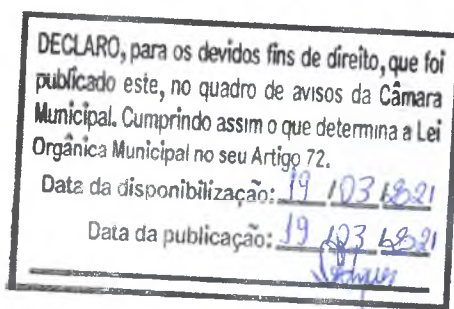 DECLARO, para os devidos fins de direito, que foi
publicado este, no quadro de avisos da Câmara
Municipal. Cumprindo assim o que determina a Lei
Orgânica Municipal no seu Artigo 72.
Data da disponibilização: 19 / 03 / 2021
Data da publicação: 19 / 03 / 2021